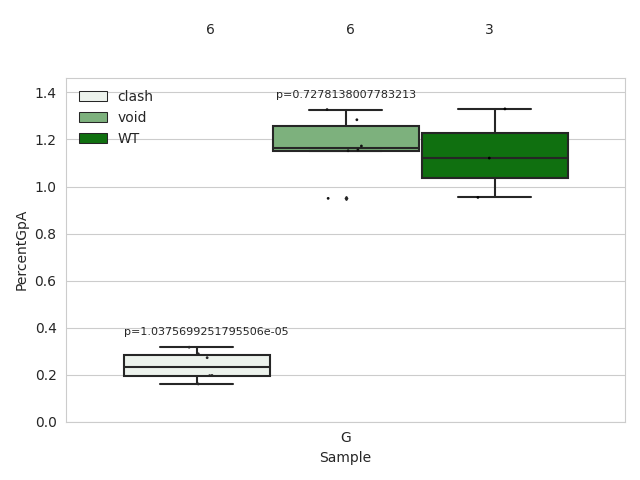 6 6 3
p=0.7278138007783213
clash
void
WT
1.4
1.2
1.0
0.8
0.6
0.4
0.2
0.0
PercentGpA
p=1.0375699251795506e-05
G
Sample